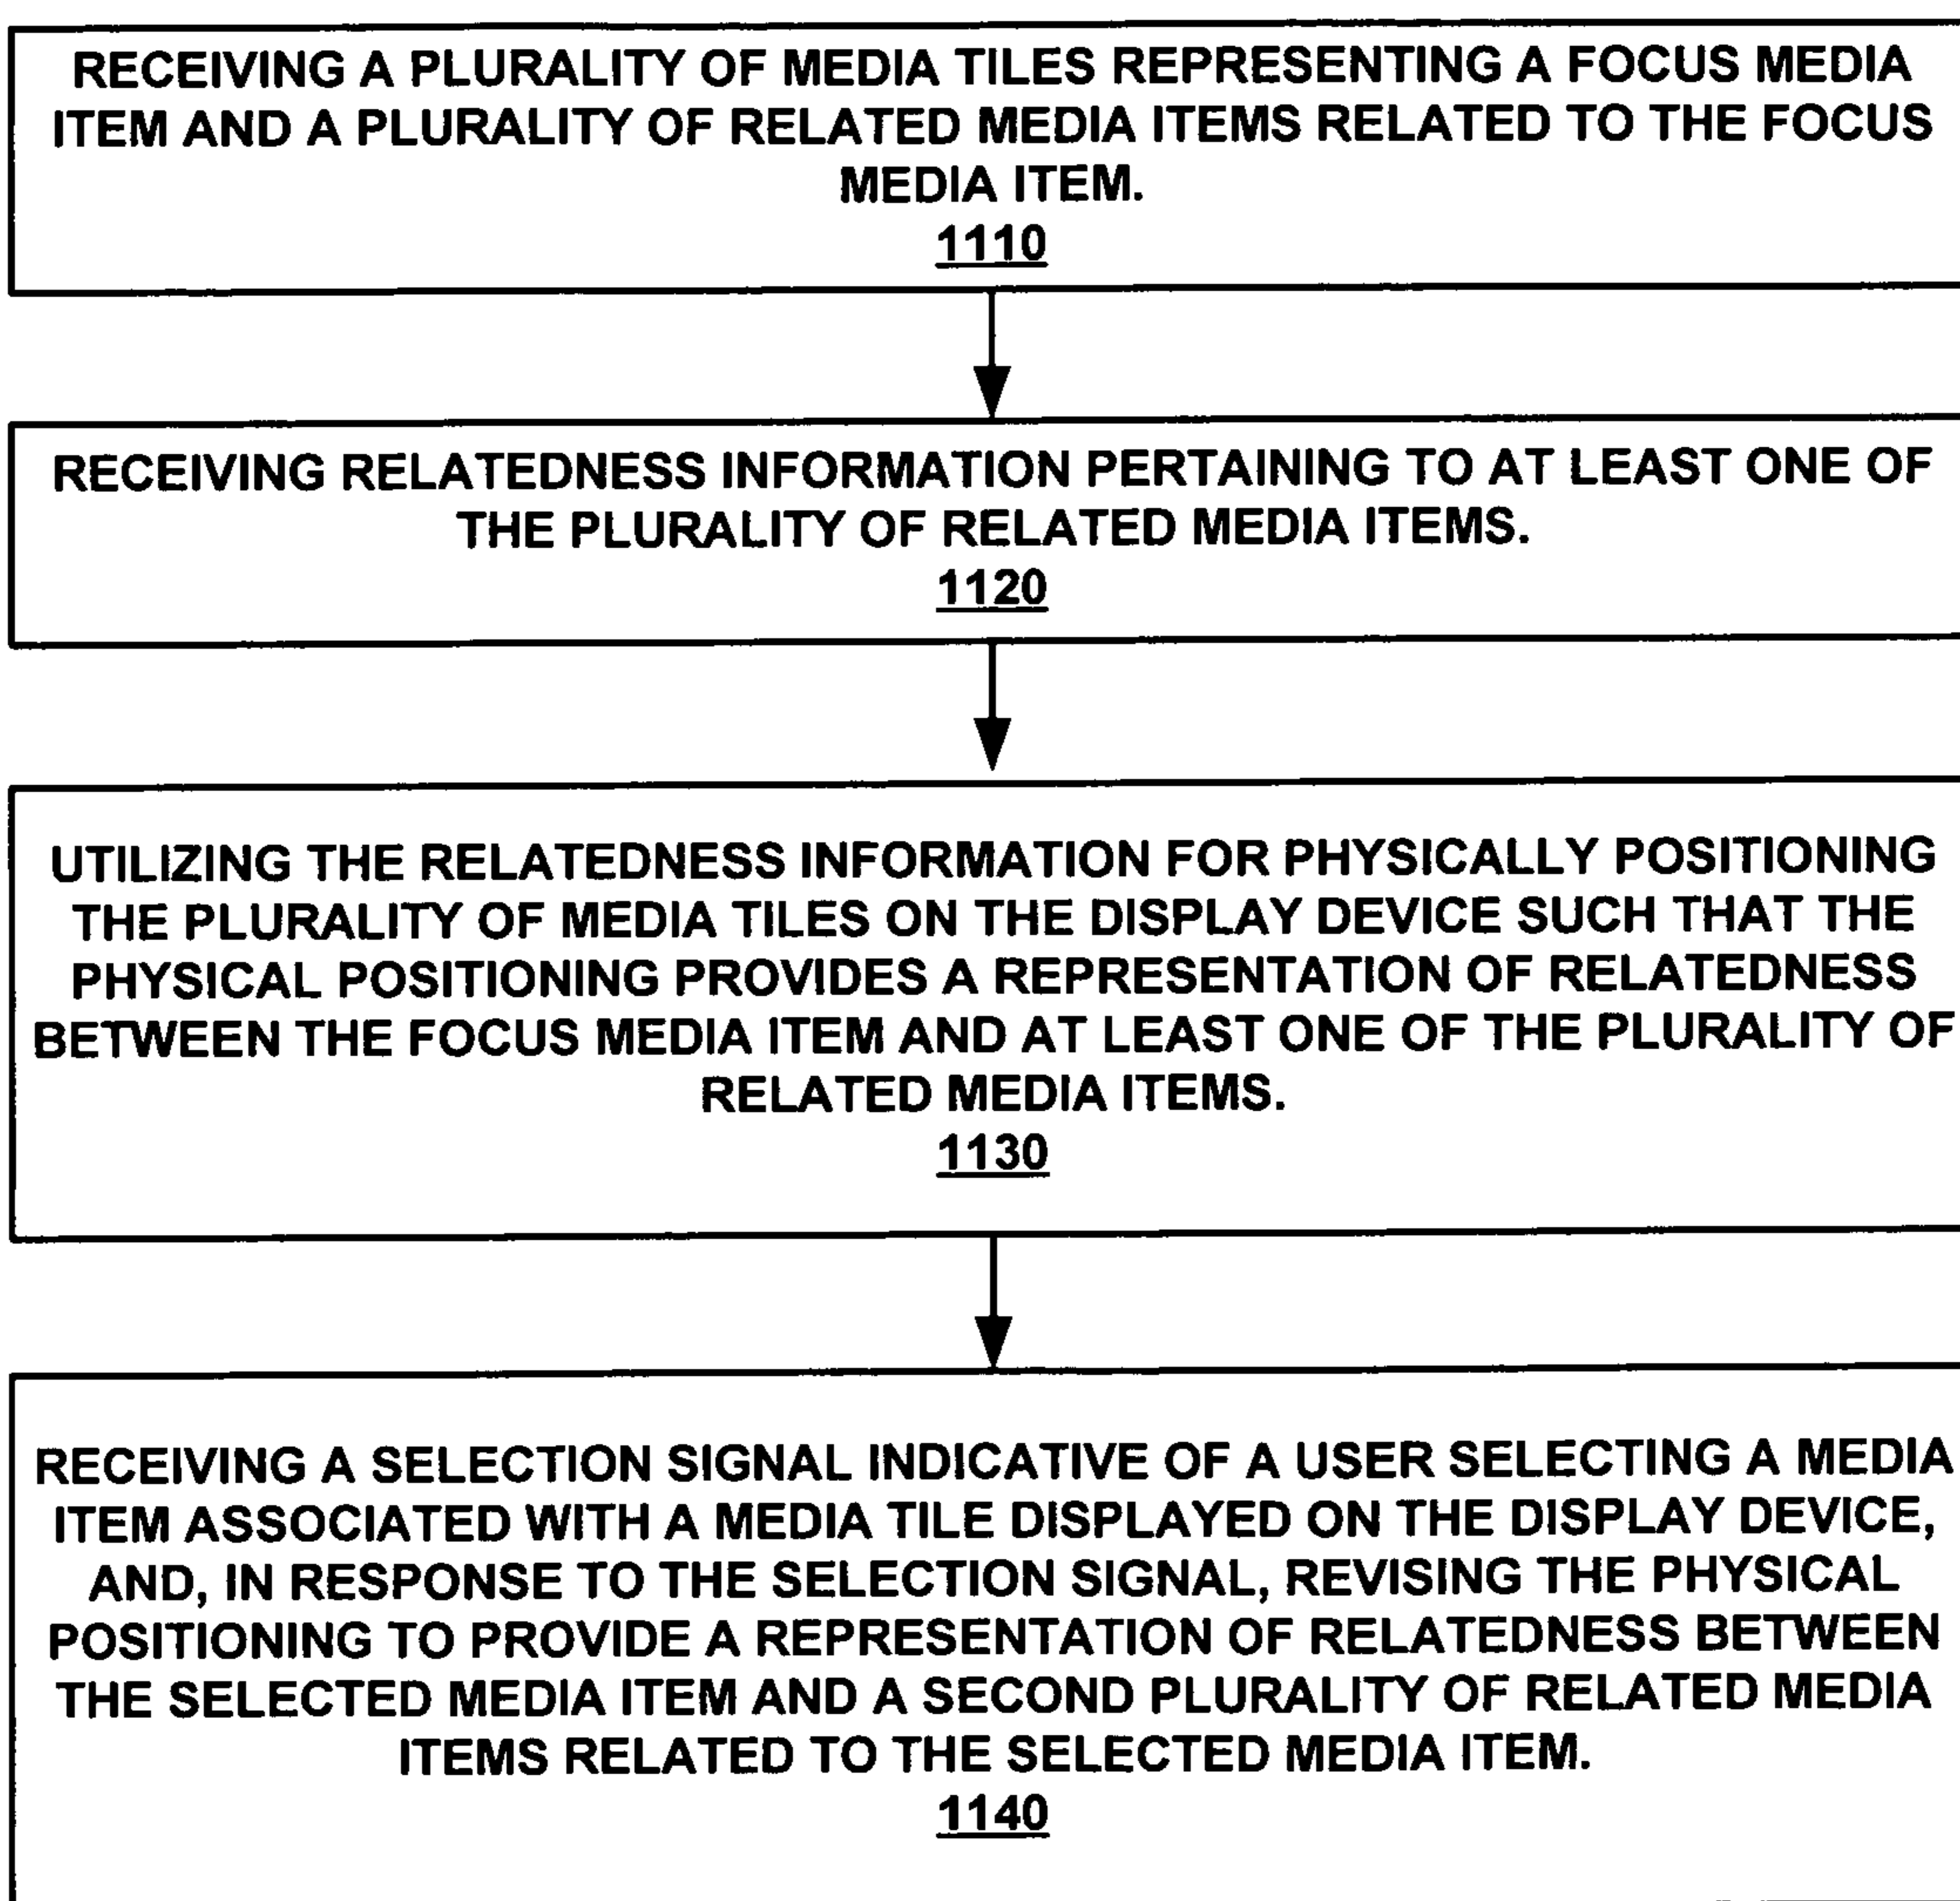 RECEIVING A PLURALITY OF MEDIA TILES REPRESENTING A FOCUS MEDIA
ITEM AND A PLURALITY OF RELATED MEDIA ITEMS RELATED TO THE FOCUS
MEDIA ITEM.
1110
RECEIVING RELATEDNESS INFORMATION PERTAINING TO AT LEAST ONE OF
THE PLURALITY OF RELATED MEDIA ITEMS.
1120
UTILIZING THE RELATEDNESS INFORMATION FOR PHYSICALLY POSITIONING
THE PLURALITY OF MEDIA TILES ON THE DISPLAY DEVICE SUCH THAT THE
PHYSICAL POSITIONING PROVIDES A REPRESENTATION OF RELATEDNESS
BETWEEN THE FOCUS MEDIA ITEM AND AT LEAST ONE OF THE PLURALITY OF
RELATED MEDIA ITEMS.
1130
RECEIVING A SELECTION SIGNAL INDICATIVE OF A USER SELECTING A MEDIA
ITEM ASSOCIATED WITH A MEDIA TILE DISPLAYED ON THE DISPLAY DEVICE,
AND, IN RESPONSE TO THE SELECTION SIGNAL, REVISING THE PHYSICAL
POSITIONING TO PROVIDE A REPRESENTATION OF RELATEDNESS BETWEEN
THE SELECTED MEDIA ITEM AND A SECOND PLURALITY OF RELATED MEDIA
ITEMS RELATED TO THE SELECTED MEDIA ITEM.
1140